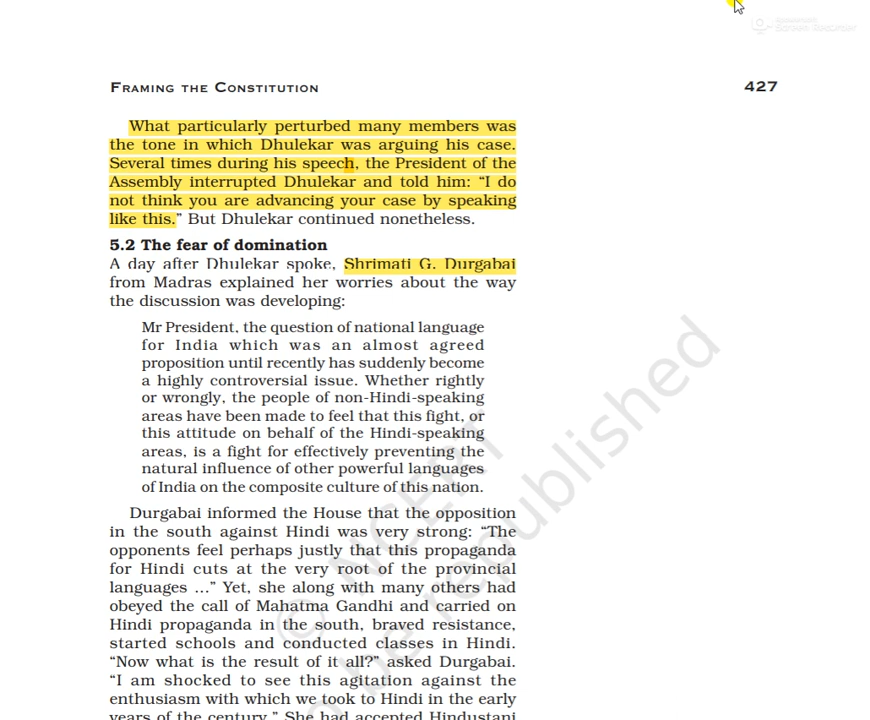 Screen Recorder
FRAMING THE CONSTITUTION 427
What particularly perturbed many members was
the tone in which Dhulekar was arguing his case.
Several times during his speech, the President of the
Assembly interrupted Dhulekar and told him: “I do
not think you are advancing your case by speaking
like this.” But Dhulekar continued nonetheless.
5.2 The fear of domination
A day after Dhulekar spoke, Shrimati G. Durgabai
from Madras explained her worries about the way
the discussion was developing:
Mr President, the question of national language
for India which was an almost agreed
proposition until recently has suddenly become
a highly controversial issue. Whether rightly
or wrongly, the people of non-Hindi-speaking
areas have been made to feel that this fight, or
this attitude on behalf of the Hindi-speaking
areas, is a fight for effectively preventing the
natural influence of other powerful languages
of India on the composite culture of this nation.
Durgabai informed the House that the opposition
in the south against Hindi was very strong: “The
opponents feel perhaps justly that this propaganda
for Hindi cuts at the very root of the provincial
languages ...” Yet, she along with many others had
obeyed the call of Mahatma Gandhi and carried on
Hindi propaganda in the south, braved resistance,
started schools and conducted classes in Hindi.
“Now what is the result of it all?” asked Durgabai.
“I am shocked to see this agitation against the
enthusiasm with which we took to Hindi in the early
years of the century.” She had accepted Hindustani
© NCERT
o be republished